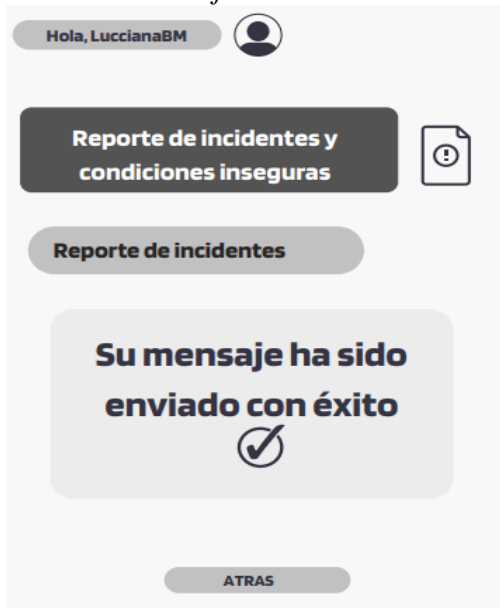 Hola, LuccianaBM
Reporte de incidentes y
condiciones inseguras
Reporte de incidentes
Su mensaje ha sido
enviado con éxito
ATRAS